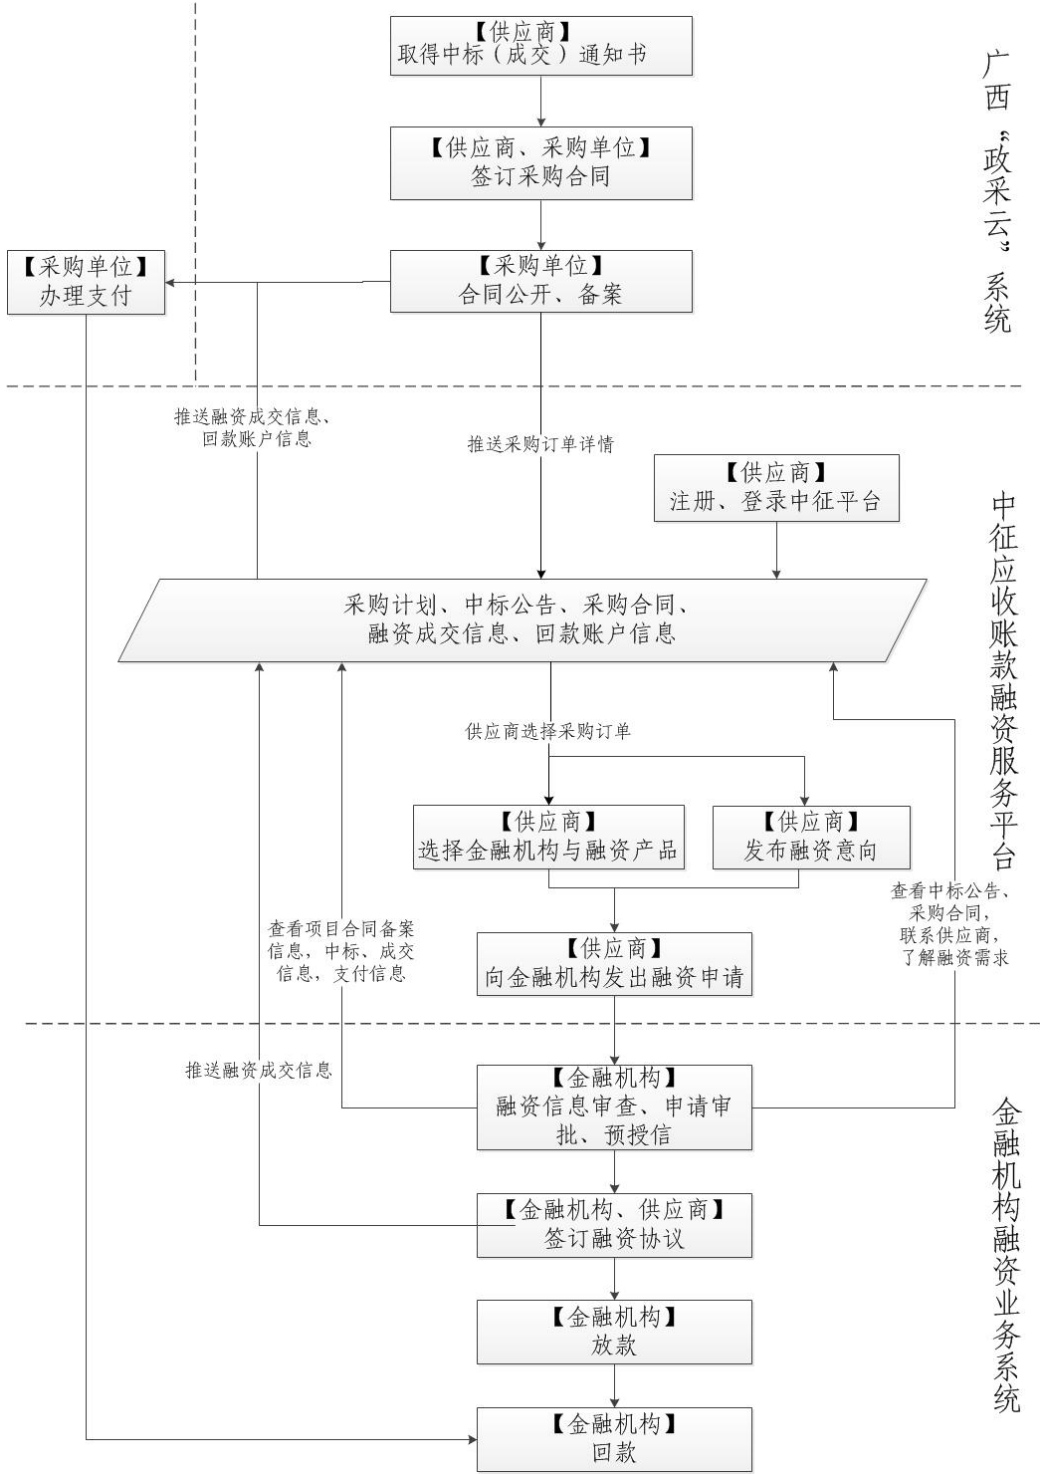 【供应商】
取得中标（成交）通知书
广西“政采云”系统
【供应商、采购单位】
签订采购合同
【采购单位】
办理支付
【采购单位】
合同公开、备案
推送融资成交信息、
回款账户信息
推送采购订单详情
【供应商】
注册、登录中征平台
中征应收账款融资服务平台
采购计划、中标公告、采购合同、
融资成交信息、回款账户信息
供应商选择采购订单
【供应商】
选择金融机构与融资产品
【供应商】
发布融资意向
查看中标公告、
采购合同，
联系供应商，
了解融资需求
查看项目合同备案
信息，中标、成交
信息，支付信息
【供应商】
向金融机构发出融资申请
推送融资成交信息
【金融机构】
融资信息审查、申请审
批、预授信
金融机构融资业务系统
【金融机构、供应商】
签订融资协议
【金融机构】
放款
【金融机构】
回款